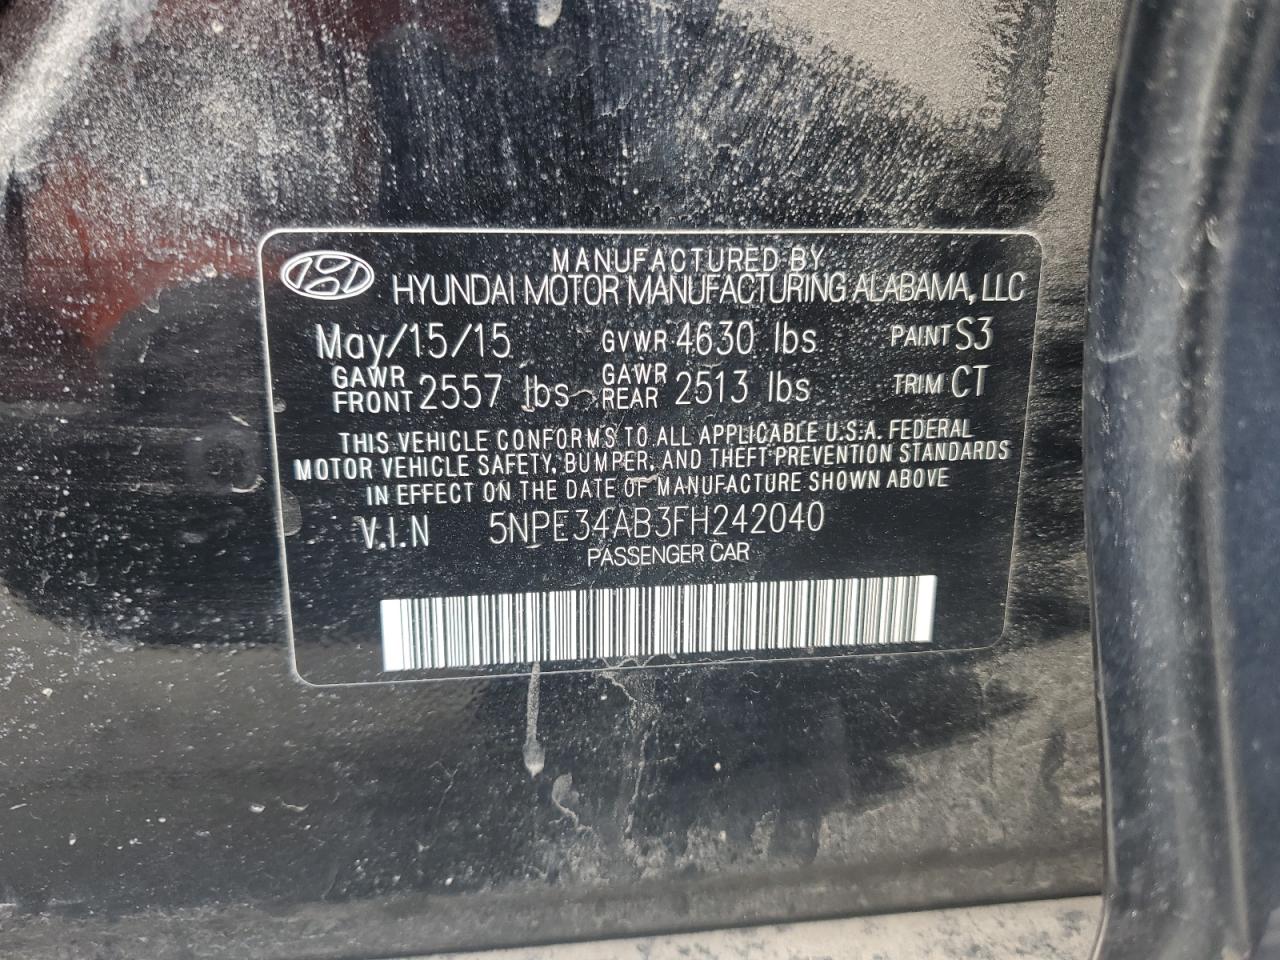 MANUFACTURED BY
HYUNDAI MOTOR MANUFACTURING ALABAMA, LLC
May/15/15 GVWR 4630 lbs PAINT S3
GAWR FRONT 2557 lbs GAWR REAR 2513 lbs TRIM CT
THIS VEHICLE CONFORMS TO ALL APPLICABLE U.S.A. FEDERAL
MOTOR VEHICLE SAFETY, BUMPER, AND THEFT PREVENTION STANDARDS
IN EFFECT ON THE DATE OF MANUFACTURE SHOWN ABOVE
V.I.N 5NPE34AB3FH242040
PASSENGER CAR